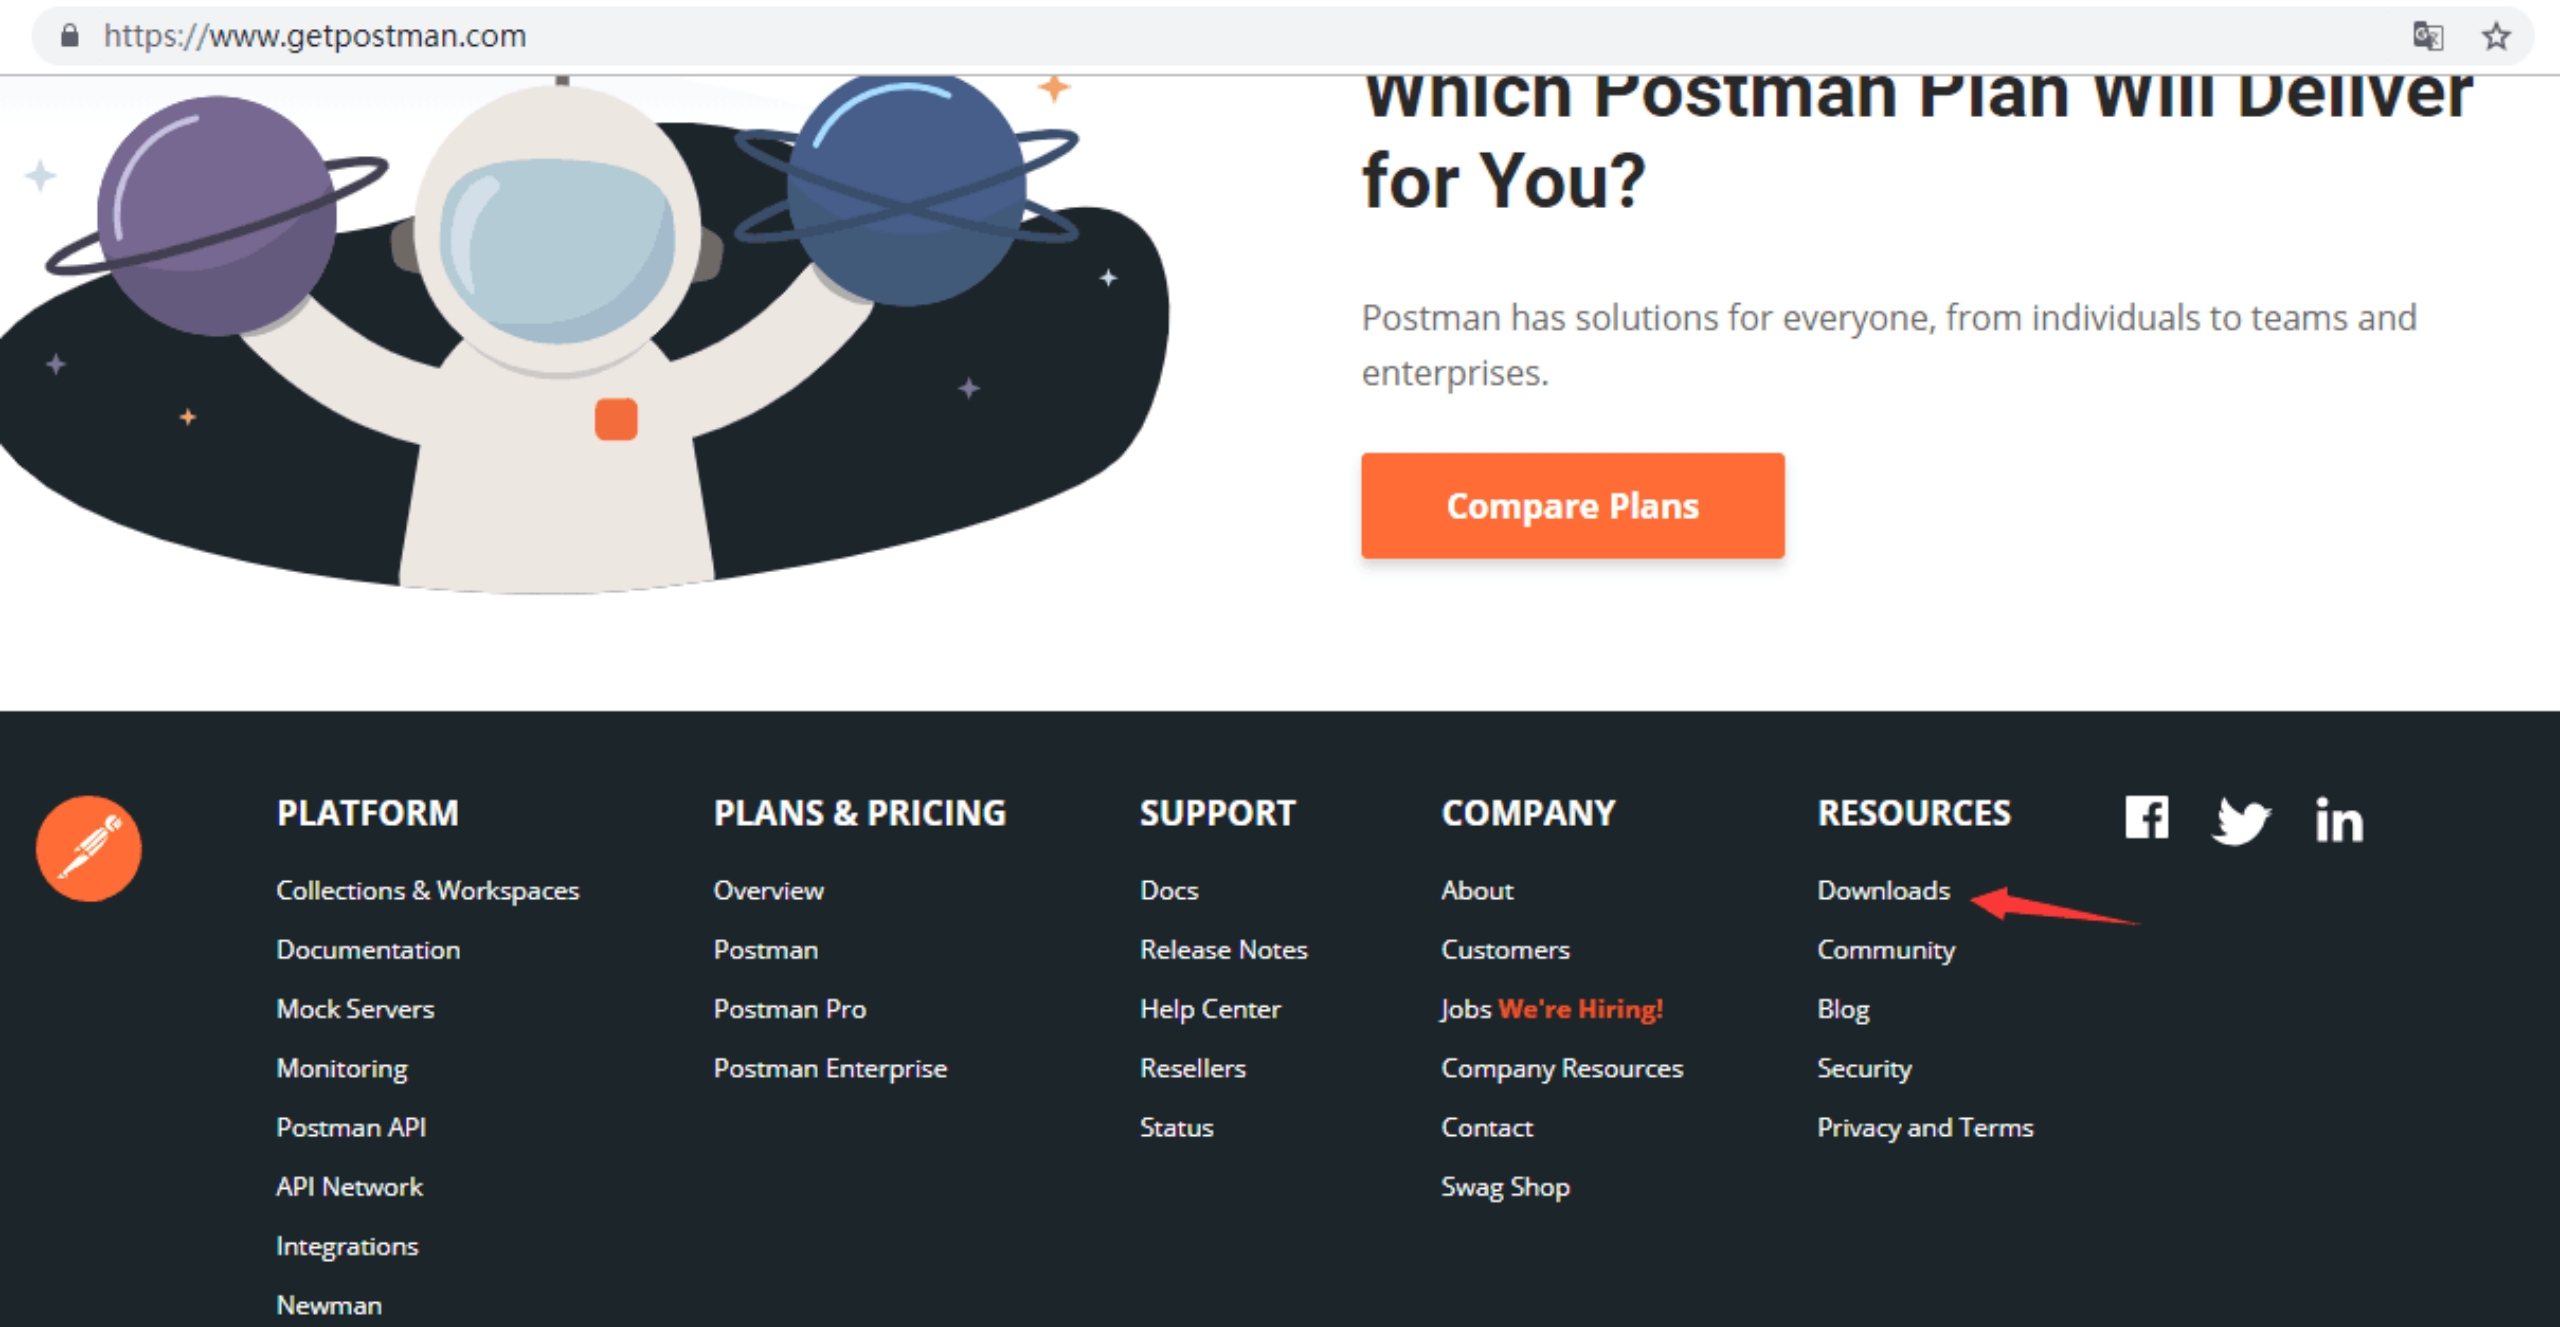 https://www.getpostman.com
Which Postman Plan Will Deliver
for You?
Postman has solutions for everyone, from individuals to teams and
enterprises.
Compare Plans
PLATFORM
Collections & Workspaces
Documentation
Mock Servers
Monitoring
Postman API
API Network
Integrations
Newman
PLANS & PRICING
Overview
Postman
Postman Pro
Postman Enterprise
SUPPORT
Docs
Release Notes
Help Center
Resellers
Status
COMPANY
About
Customers
Jobs We're Hiring!
Company Resources
Contact
Swag Shop
RESOURCES
Downloads
Community
Blog
Security
Privacy and Terms